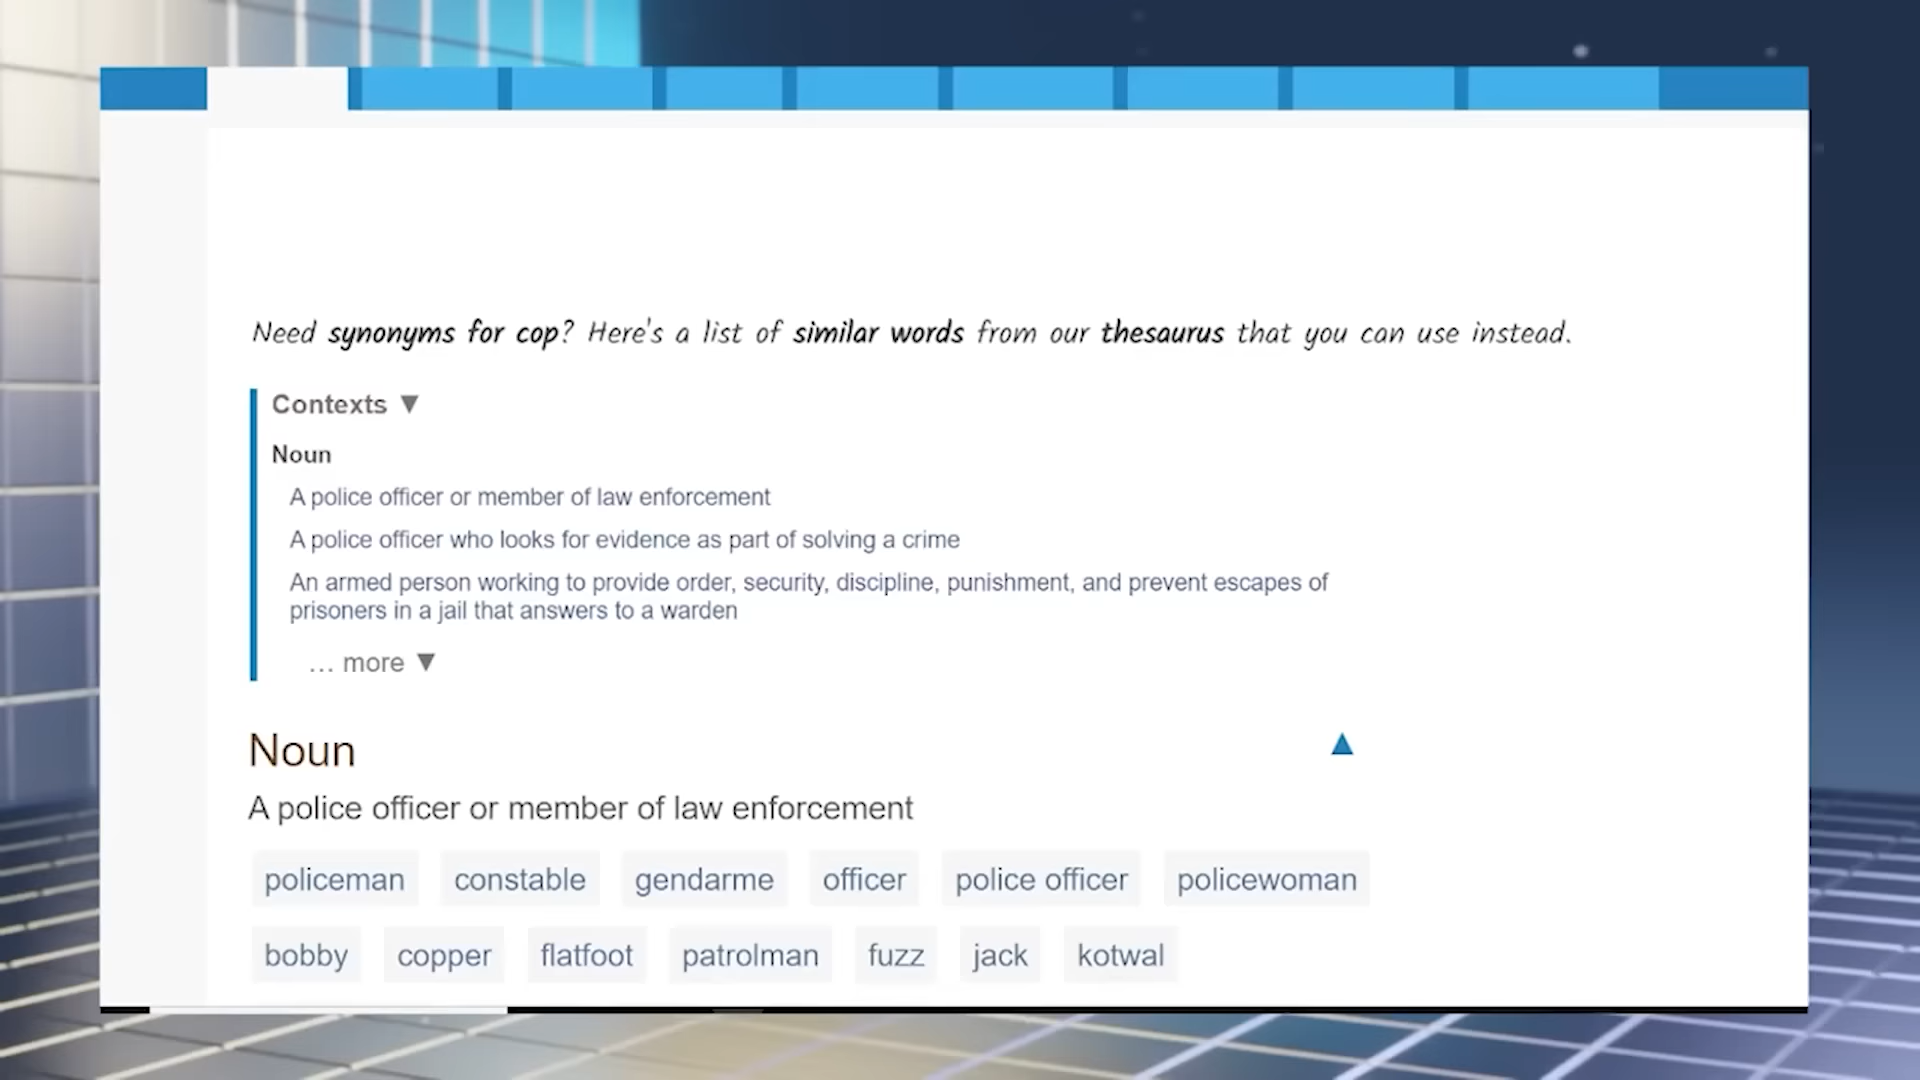 Need synonyms for cop? Here's a list of similar words from our thesaurus that you can use instead.
Contexts ▼
Noun
A police officer or member of law enforcement
A police officer who looks for evidence as part of solving a crime
An armed person working to provide order, security, discipline, punishment, and prevent escapes of
prisoners in a jail that answers to a warden
... more ▼
Noun
A police officer or member of law enforcement
policeman constable gendarme officer police officer policewoman
bobby copper flatfoot patrolman fuzz jack kotwal